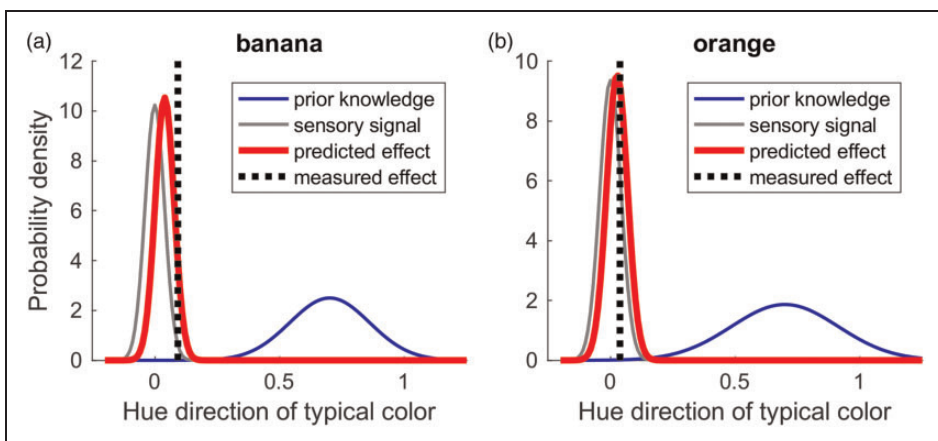 (a)
banana
12
10
8
6
4
2
0
Probability density
prior knowledge
sensory signal
predicted effect
measured effect
0
0.5
1
Hue direction of typical color
(b)
orange
10
8
6
4
2
0
prior knowledge
sensory signal
predicted effect
measured effect
0
0.5
1
Hue direction of typical color